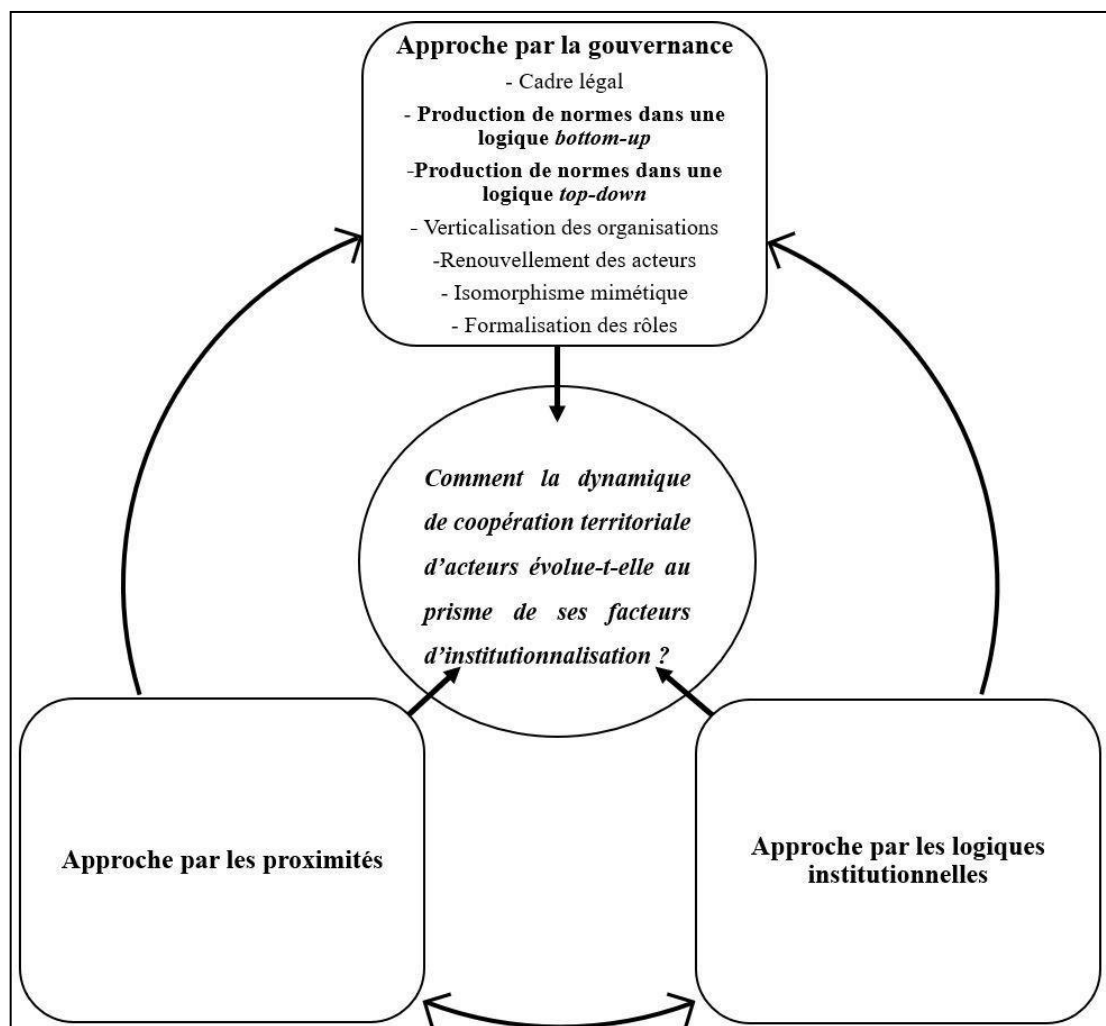 Approche par la gouvernance
- Cadre légal
- Production de normes dans une
logique bottom-up
-Production de normes dans une
logique top-down
- Verticalisation des organisations
-Renouvellement des acteurs
- Isomorphisme mimétique
- Formalisation des rôles
Comment la dynamique
de coopération territoriale
d’acteurs évolue-t-elle au
prisme de ses facteurs
d’institutionnalisation ?
Approche par les proximités
Approche par les logiques
institutionnelles